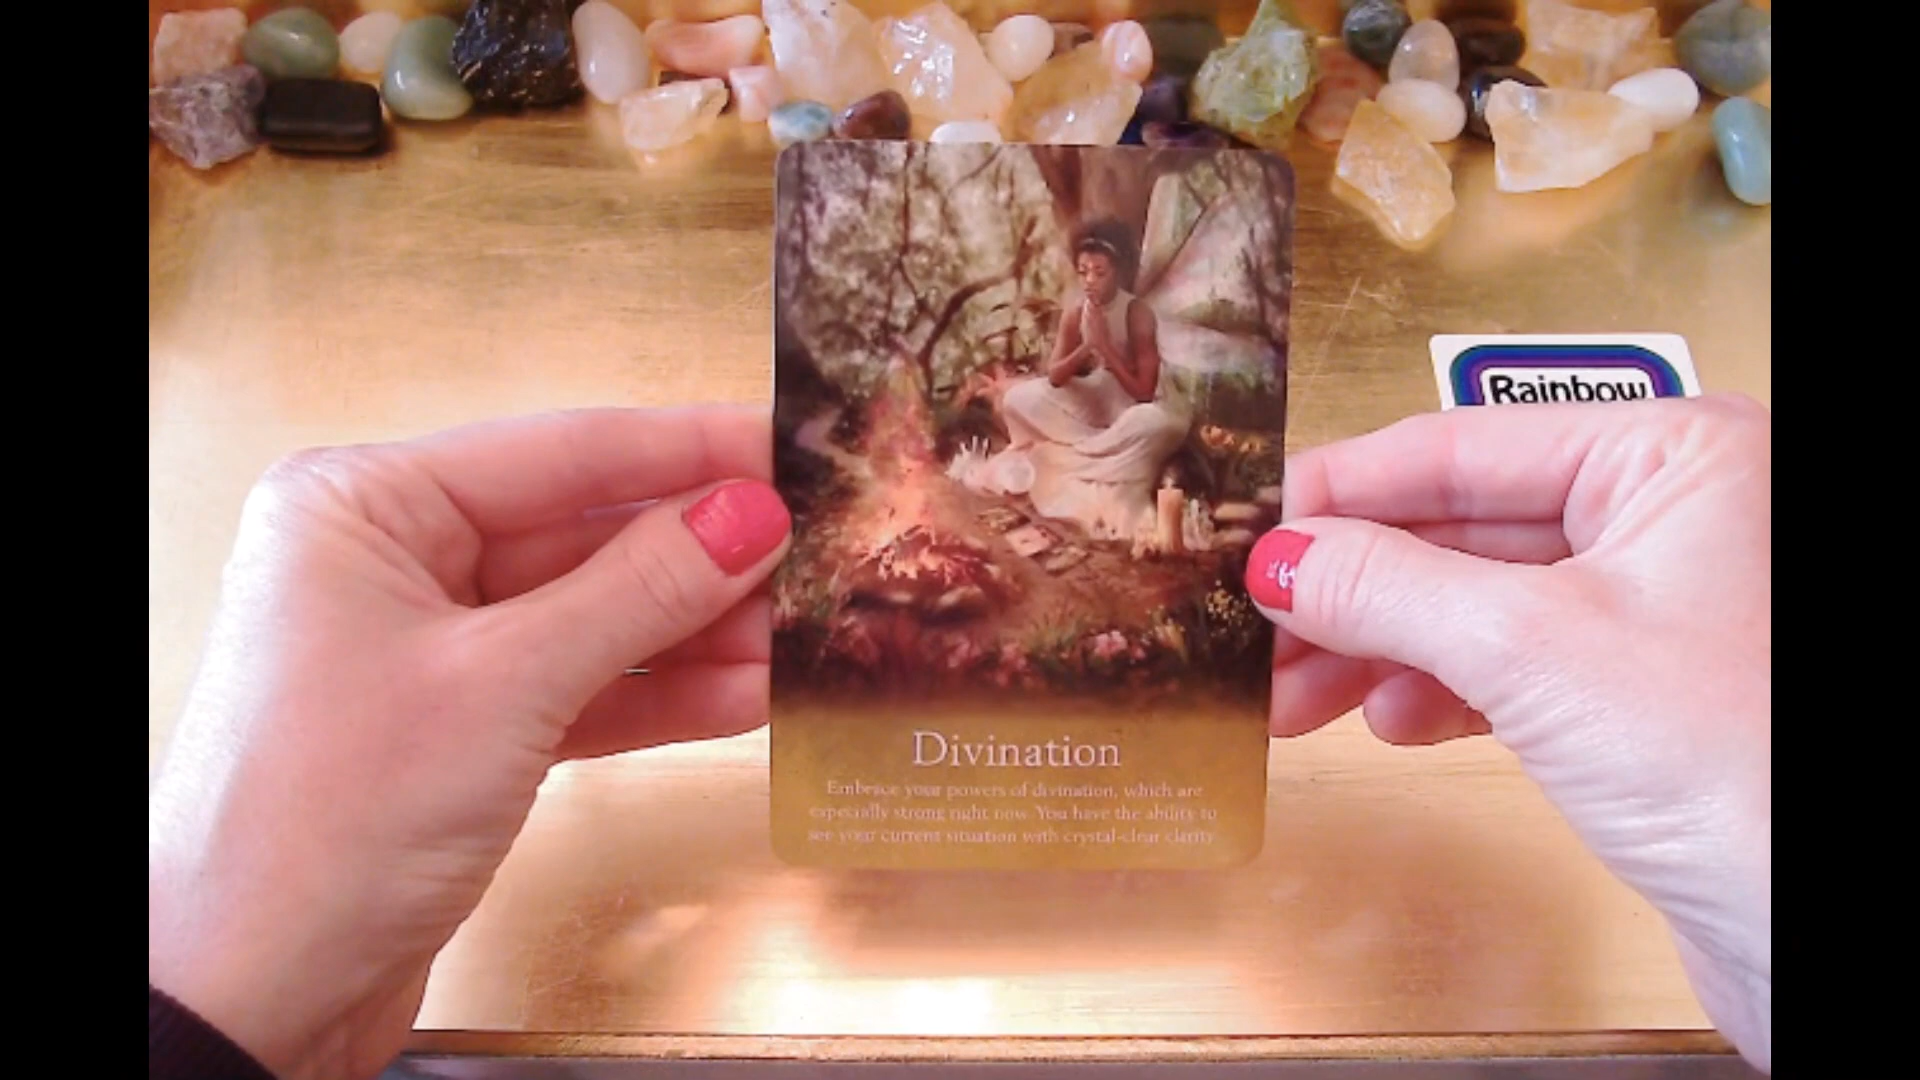 Rainbow
Divination
Embrace your powers of divination, which are
especially strong right now. You have the ability to
see your current situation with crystal-clear clarity